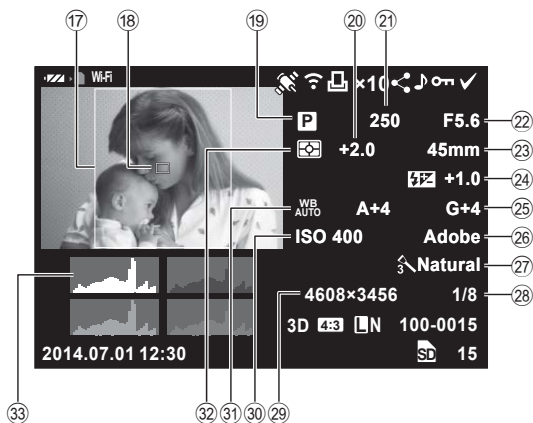 ⑰ ⑱ ⑲ ⑳ ㉑
Wi-Fi ×10
P 250 F5.6 ㉒
+2.0 45mm ㉓
+1.0 ㉔
WB AUTO A+4 G+4 ㉕
ISO 400 Adobe ㉖
3 Natural ㉗
4608×3456 1/8 ㉘
3D 4:3 LN 100-0015
2014.07.01 12:30 SD 15
㉝ ㉜ ㉛ ㉚ ㉙